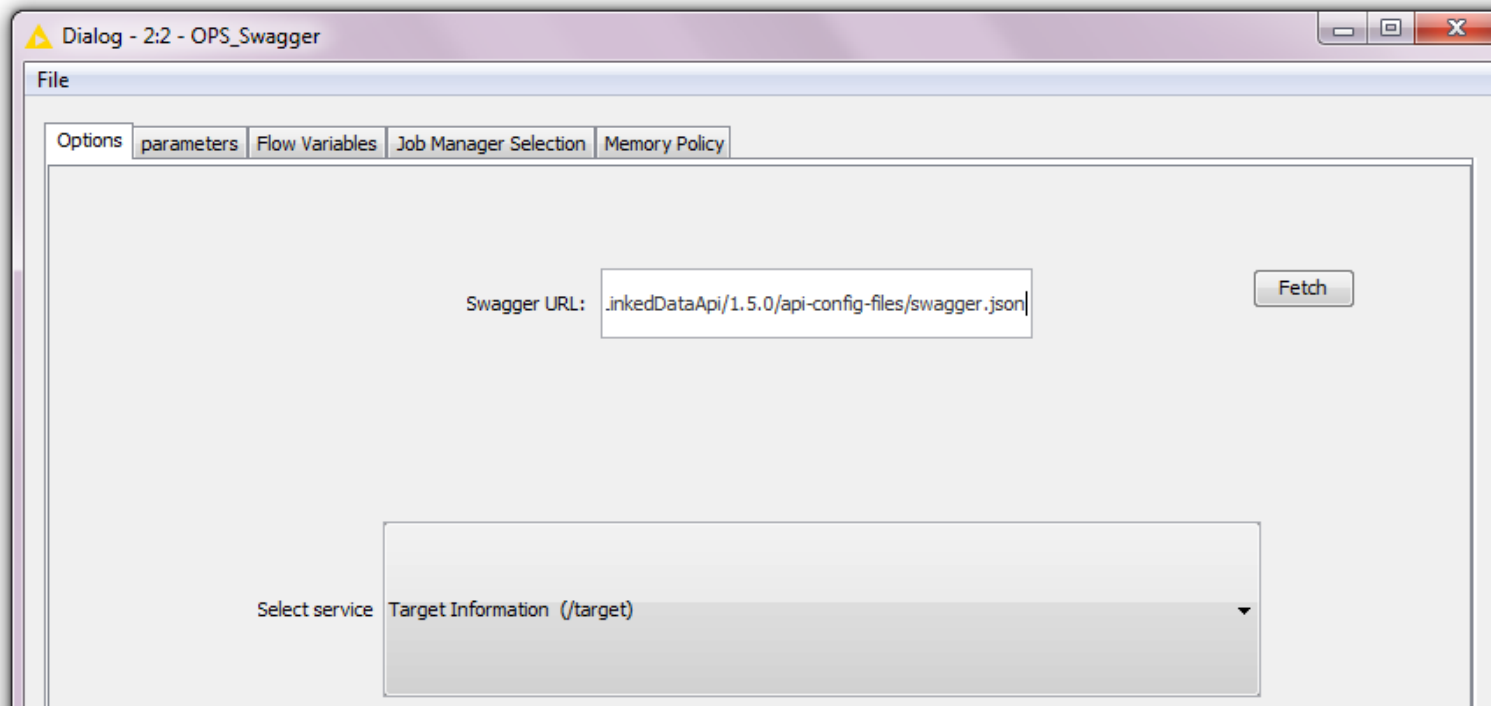 Dialog - 2:2 - OPS_Swagger
File
Options parameters Flow Variables Job Manager Selection Memory Policy
Swagger URL: .inkedDataApi/1.5.0/api-config-files/swagger.json Fetch
Select service Target Information (/target)